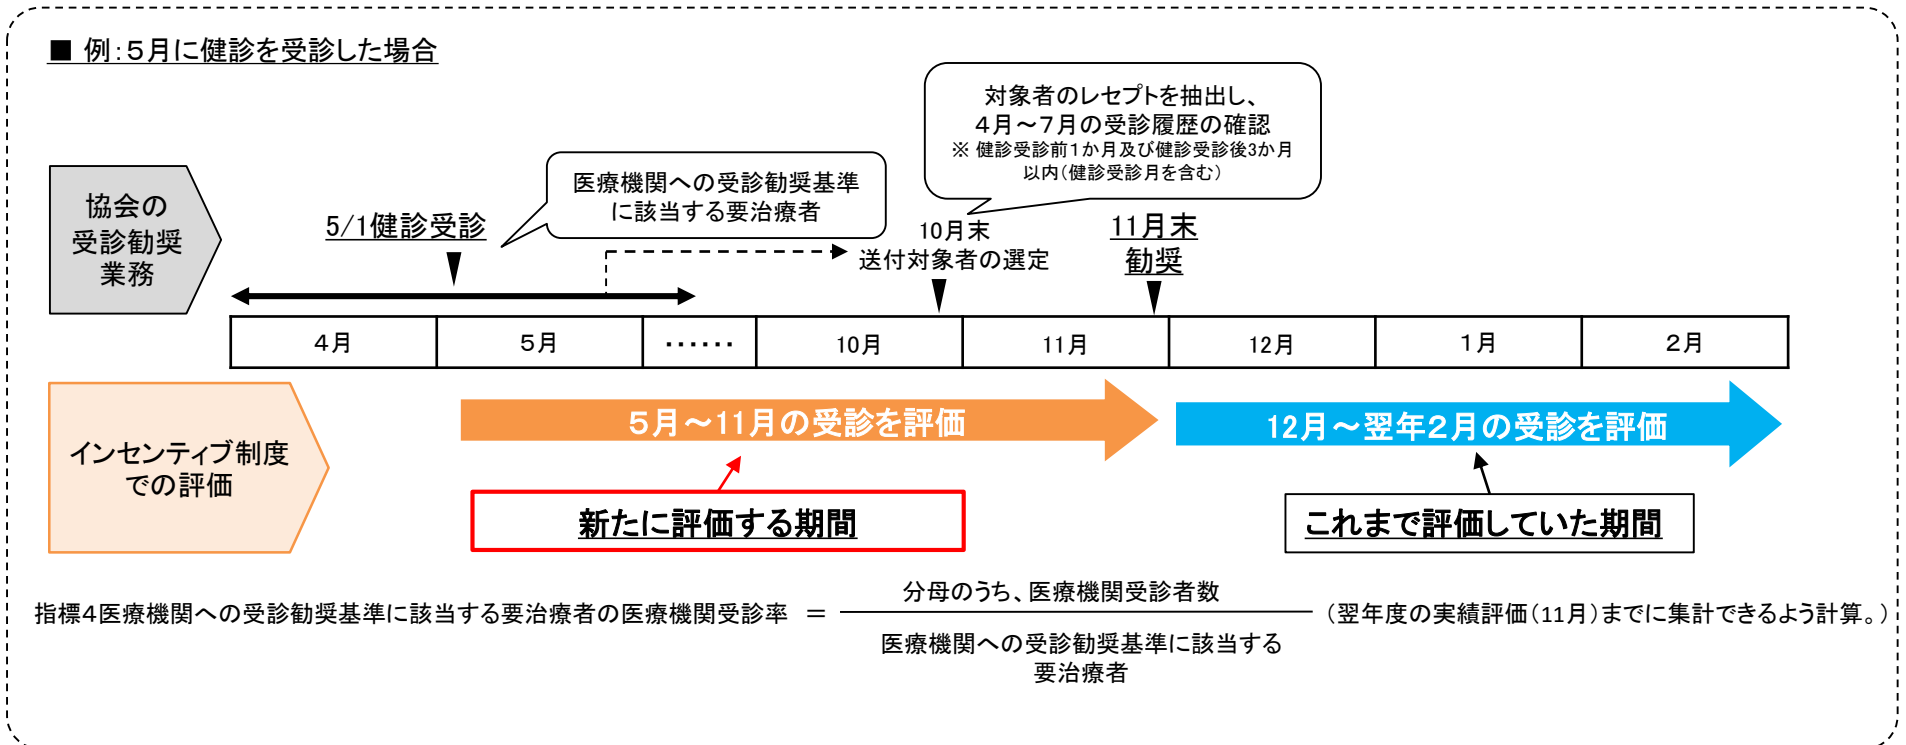 ■ 例：５月に健診を受診した場合
対象者のレセプトを抽出し、
４月～７月の受診履歴の確認
※ 健診受診前１か月及び健診受診後3か月
以内（健診受診月を含む）
医療機関への受診勧奨基準
に該当する要治療者
協会の
受診勧奨
業務
5/1健診受診
10月末
送付対象者の選定
11月末
勧奨
４月
５月
……
10月
11月
12月
１月
２月
インセンティブ制度
での評価
５月～11月の受診を評価
12月～翌年２月の受診を評価
新たに評価する期間
これまで評価していた期間
指標４医療機関への受診勧奨基準に該当する要治療者の医療機関受診率 ＝
分母のうち、医療機関受診者数
医療機関への受診勧奨基準に該当する
要治療者
（翌年度の実績評価（11月）までに集計できるよう計算。）